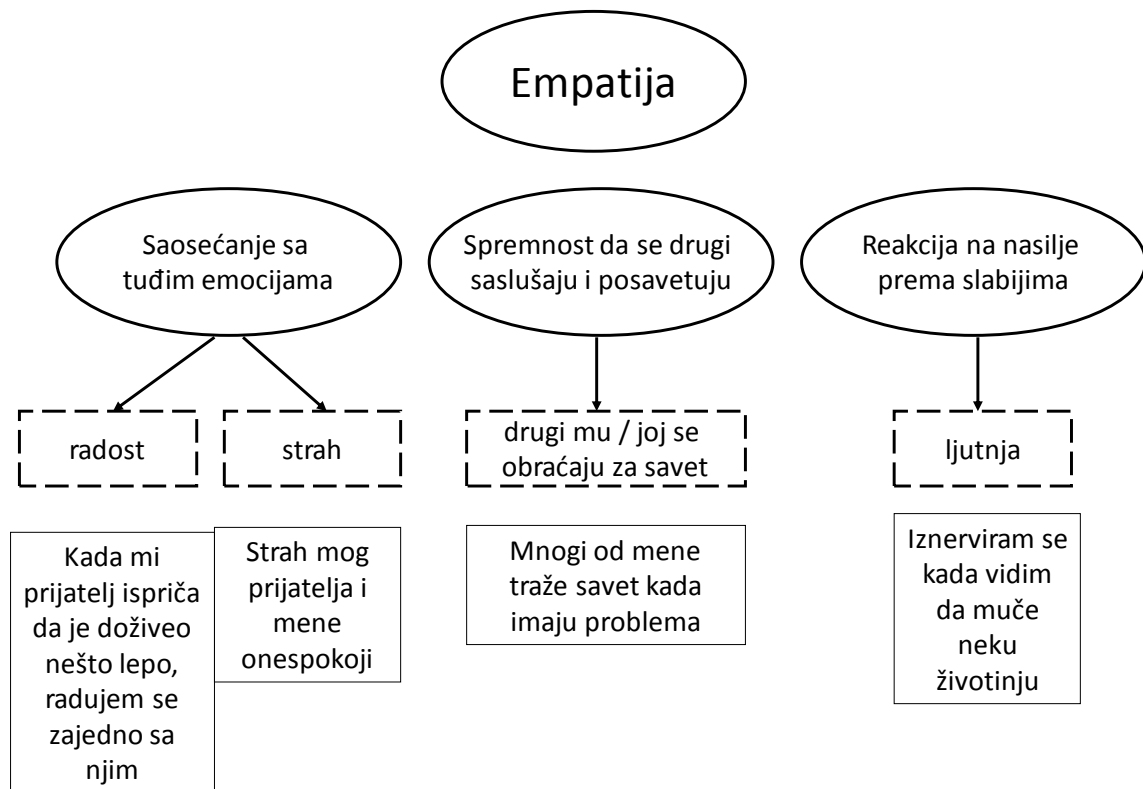 Empatija
Saosećanje sa
tuđim emocijama
Spremnost da se drugi
saslušaju i posavetuju
Reakcija na nasilje
prema slabijima
radost
strah
drugi mu / joj se
obraćaju za savet
ljutnja
Kada mi
prijatelj ispriča
da je doživeo
nešto lepo,
radujem se
zajedno sa
njim
Strah mog
prijatelja i
mene
onespokoji
Mnogi od mene
traže savet kada
imaju problema
Iznerviram se
kada vidim
da muče
neku
životinju